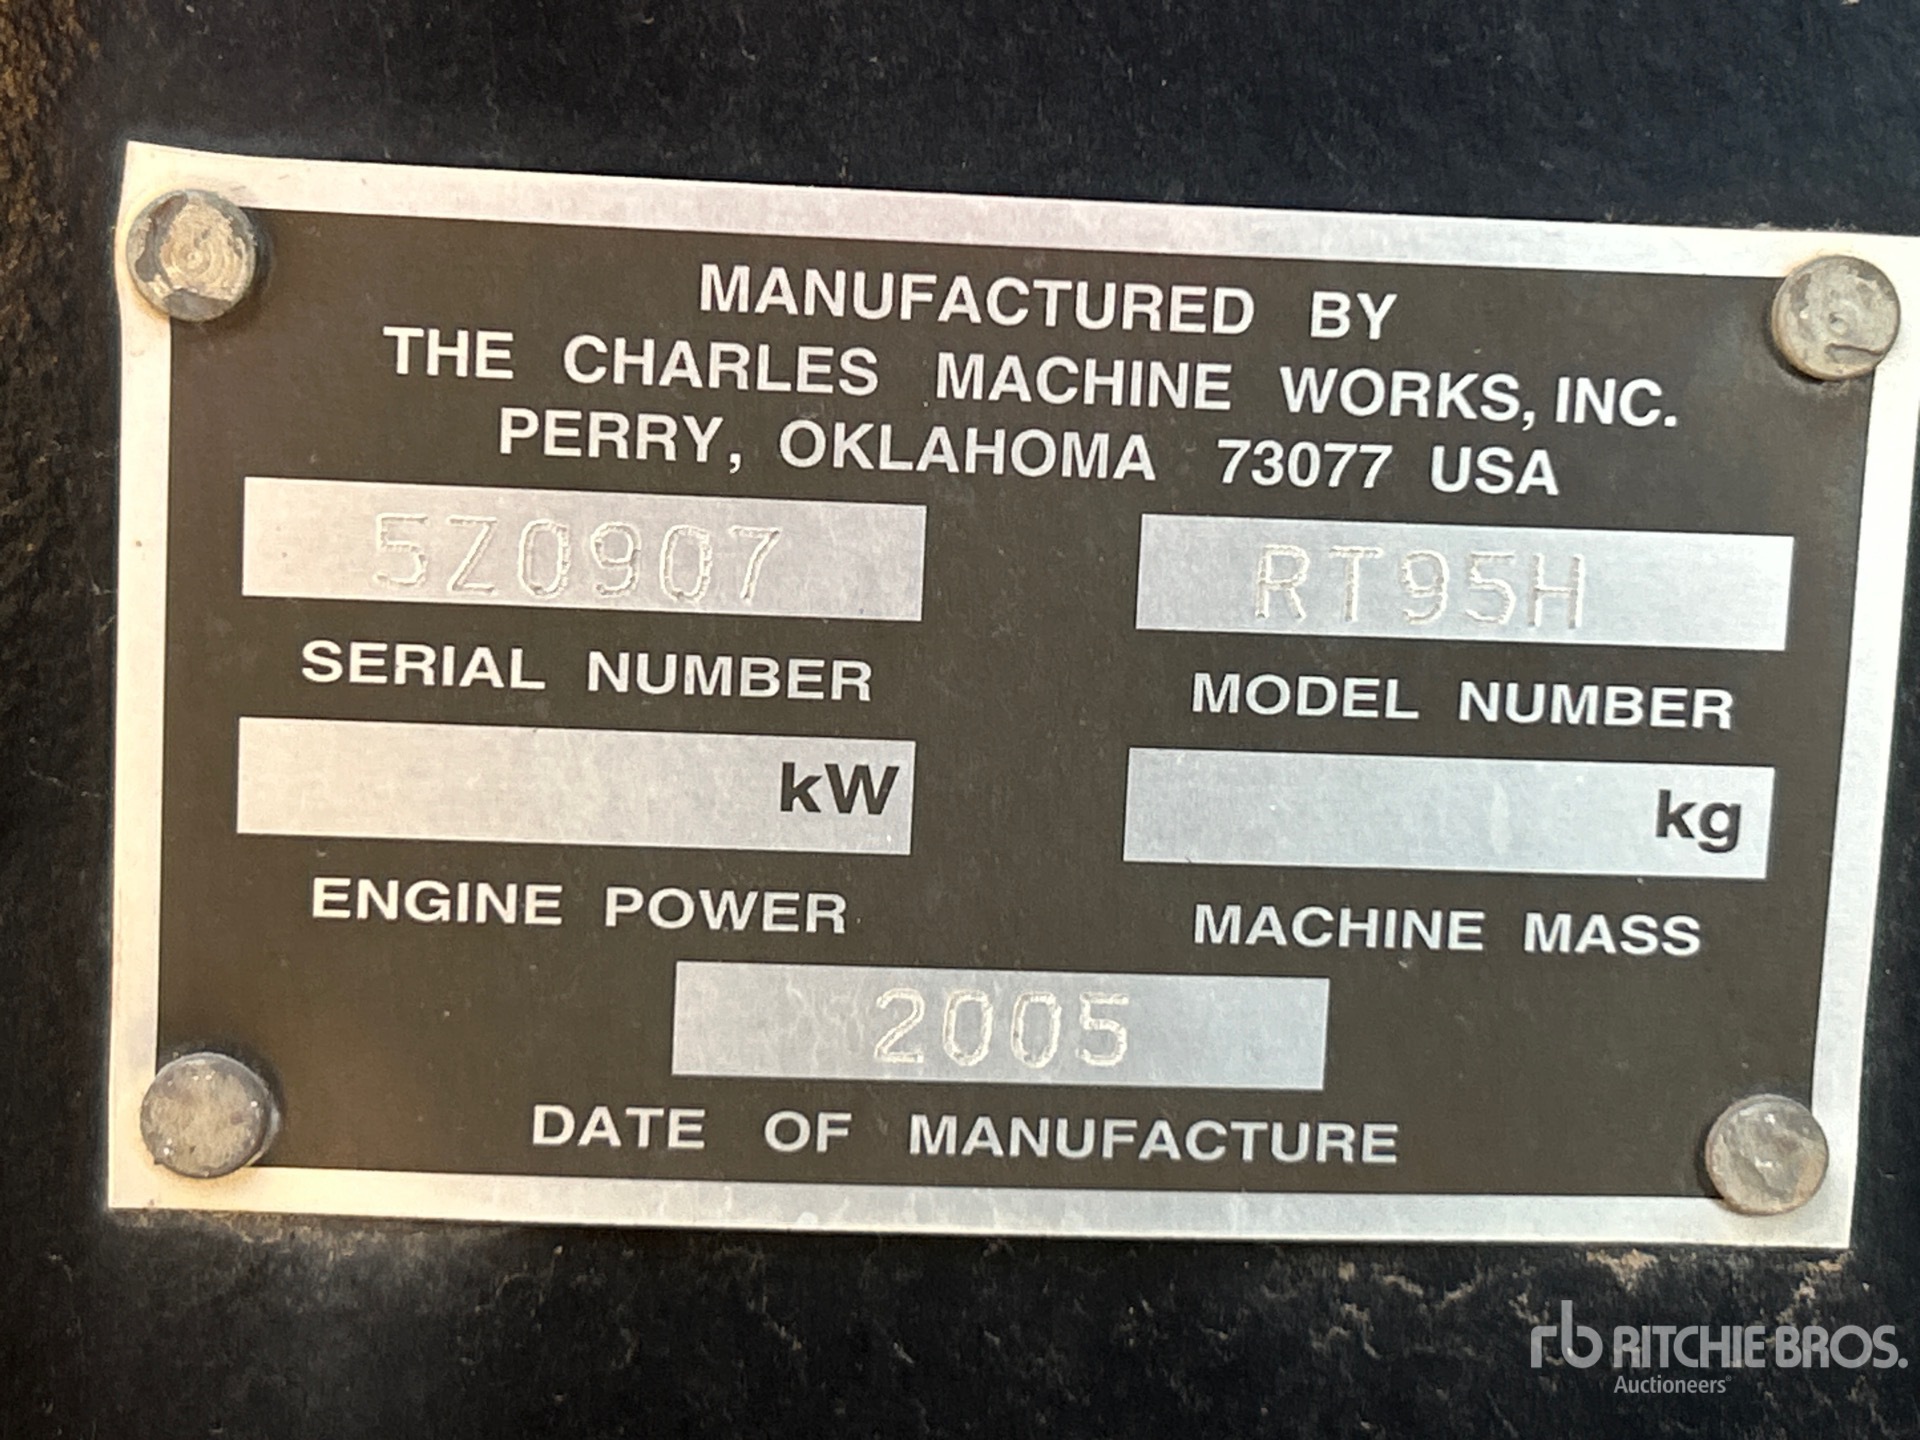 MANUFACTURED BY
THE CHARLES MACHINE WORKS, INC.
PERRY, OKLAHOMA 73077 USA
5Z0907 RT95H
SERIAL NUMBER MODEL NUMBER
kW kg
ENGINE POWER MACHINE MASS
2005
DATE OF MANUFACTURE
rb RITCHIE BROS.
Auctioneers